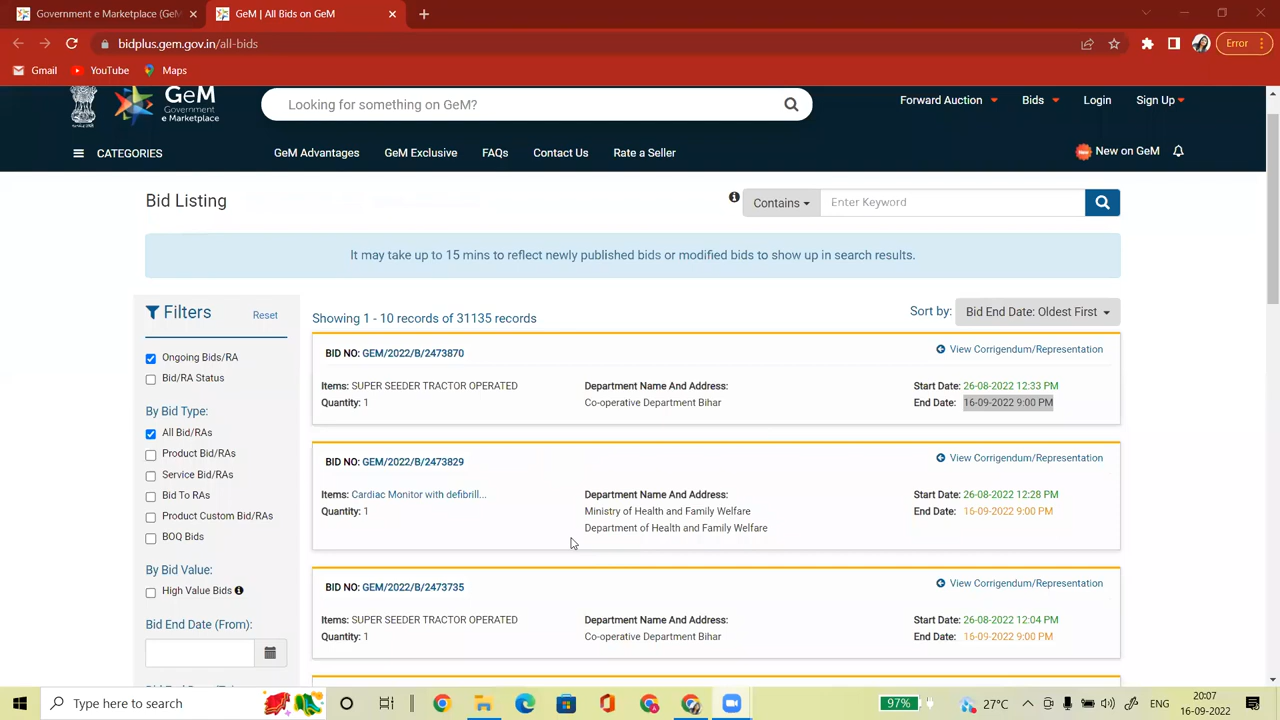 Government e Marketplace (GeM
GeM | All Bids on GeM
bidplus.gem.gov.in/all-bids
Error
Gmail
YouTube
Maps
GeM
Government
e Marketplace
Looking for something on GeM?
Forward Auction
Bids
Login
Sign Up
CATEGORIES
GeM Advantages
GeM Exclusive
FAQs
Contact Us
Rate a Seller
New on GeM
Bid Listing
Contains
Enter Keyword
It may take up to 15 mins to reflect newly published bids or modified bids to show up in search results.
Filters
Reset
Showing 1 - 10 records of 31135 records
Sort by:
Bid End Date: Oldest First
Ongoing Bids/RA
Bid/RA Status
By Bid Type:
All Bid/RAs
Product Bid/RAs
Service Bid/RAs
Bid To RAs
Product Custom Bid/RAs
BOQ Bids
By Bid Value:
High Value Bids
Bid End Date (From):
BID NO: GEM/2022/B/2473870
View Corrigendum/Representation
Items: SUPER SEEDER TRACTOR OPERATED
Quantity: 1
Department Name And Address:
Co-operative Department Bihar
Start Date: 26-08-2022 12:33 PM
End Date: 16-09-2022 9:00 PM
BID NO: GEM/2022/B/2473829
View Corrigendum/Representation
Items: Cardiac Monitor with defibrill...
Quantity: 1
Department Name And Address:
Ministry of Health and Family Welfare
Department of Health and Family Welfare
Start Date: 26-08-2022 12:28 PM
End Date: 16-09-2022 9:00 PM
BID NO: GEM/2022/B/2473735
View Corrigendum/Representation
Items: SUPER SEEDER TRACTOR OPERATED
Quantity: 1
Department Name And Address:
Co-operative Department Bihar
Start Date: 26-08-2022 12:04 PM
End Date: 16-09-2022 9:00 PM
Type here to search
97%
27°C
ENG
20:07
16-09-2022